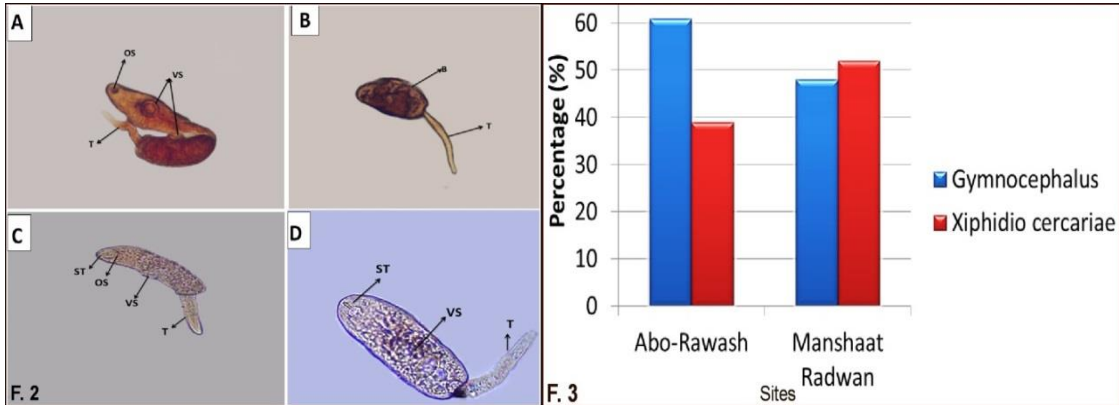 A
OS
VS
T
B
B
T
C
ST
OS
VS
T
F. 2
D
ST
VS
T
Percentage (%)
60
50
40
30
20
10
0
Abo-Rawash
Manshaat
Radwan
Sites
F. 3
Gymnocephalus
Xiphidio cercariae